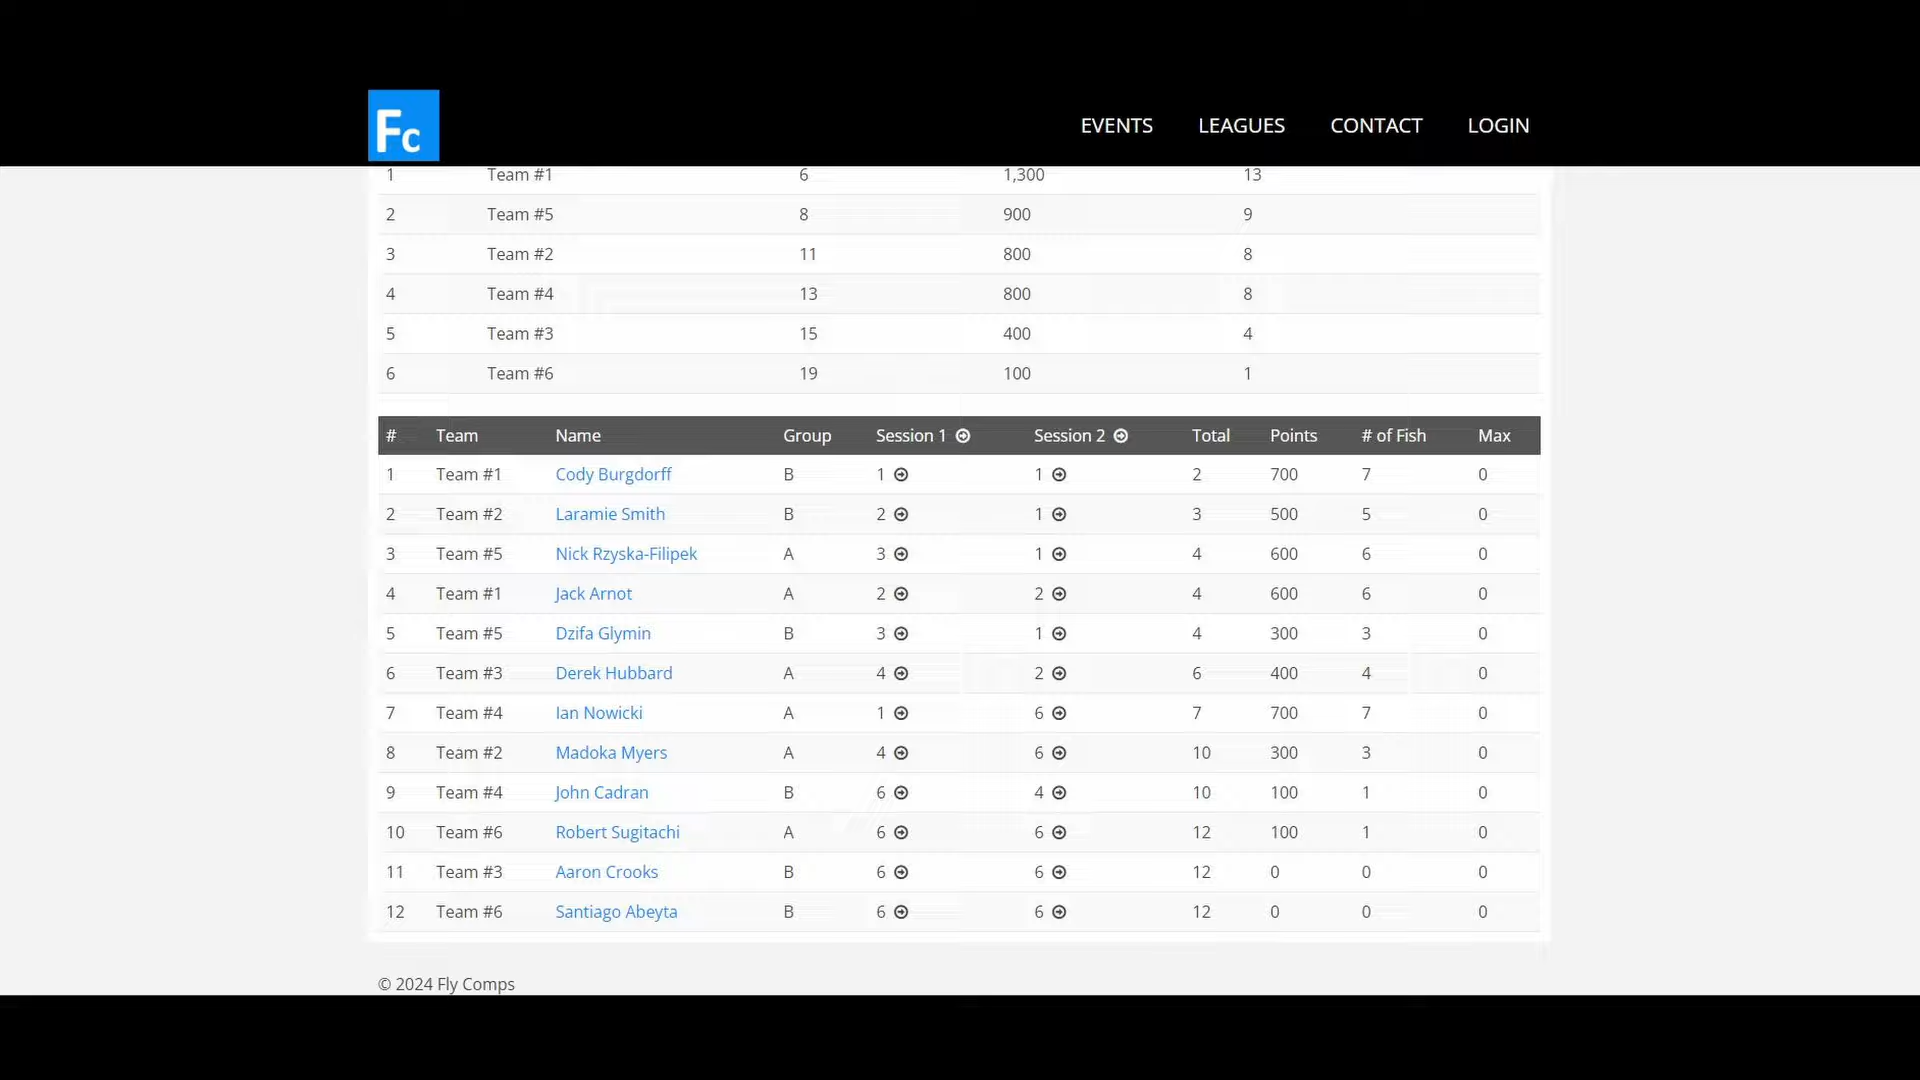 Fc
EVENTS LEAGUES CONTACT LOGIN
1 Team #1 6 1,300 13
2 Team #5 8 900 9
3 Team #2 11 800 8
4 Team #4 13 800 8
5 Team #3 15 400 4
6 Team #6 19 100 1
# Team Name Group Session 1 Session 2 Total Points # of Fish Max
1 Team #1 Cody Burgdorff B 1 1 2 700 7 0
2 Team #2 Laramie Smith B 2 1 3 500 5 0
3 Team #5 Nick Rzyska-Filipek A 3 1 4 600 6 0
4 Team #1 Jack Arnot A 2 2 4 600 6 0
5 Team #5 Dzifa Glymin B 3 1 4 300 3 0
6 Team #3 Derek Hubbard A 4 2 6 400 4 0
7 Team #4 Ian Nowicki A 1 6 7 700 7 0
8 Team #2 Madoka Myers A 4 6 10 300 3 0
9 Team #4 John Cadran B 6 4 10 100 1 0
10 Team #6 Robert Sugitachi A 6 6 12 100 1 0
11 Team #3 Aaron Crooks B 6 6 12 0 0 0
12 Team #6 Santiago Abeyta B 6 6 12 0 0 0
© 2024 Fly Comps